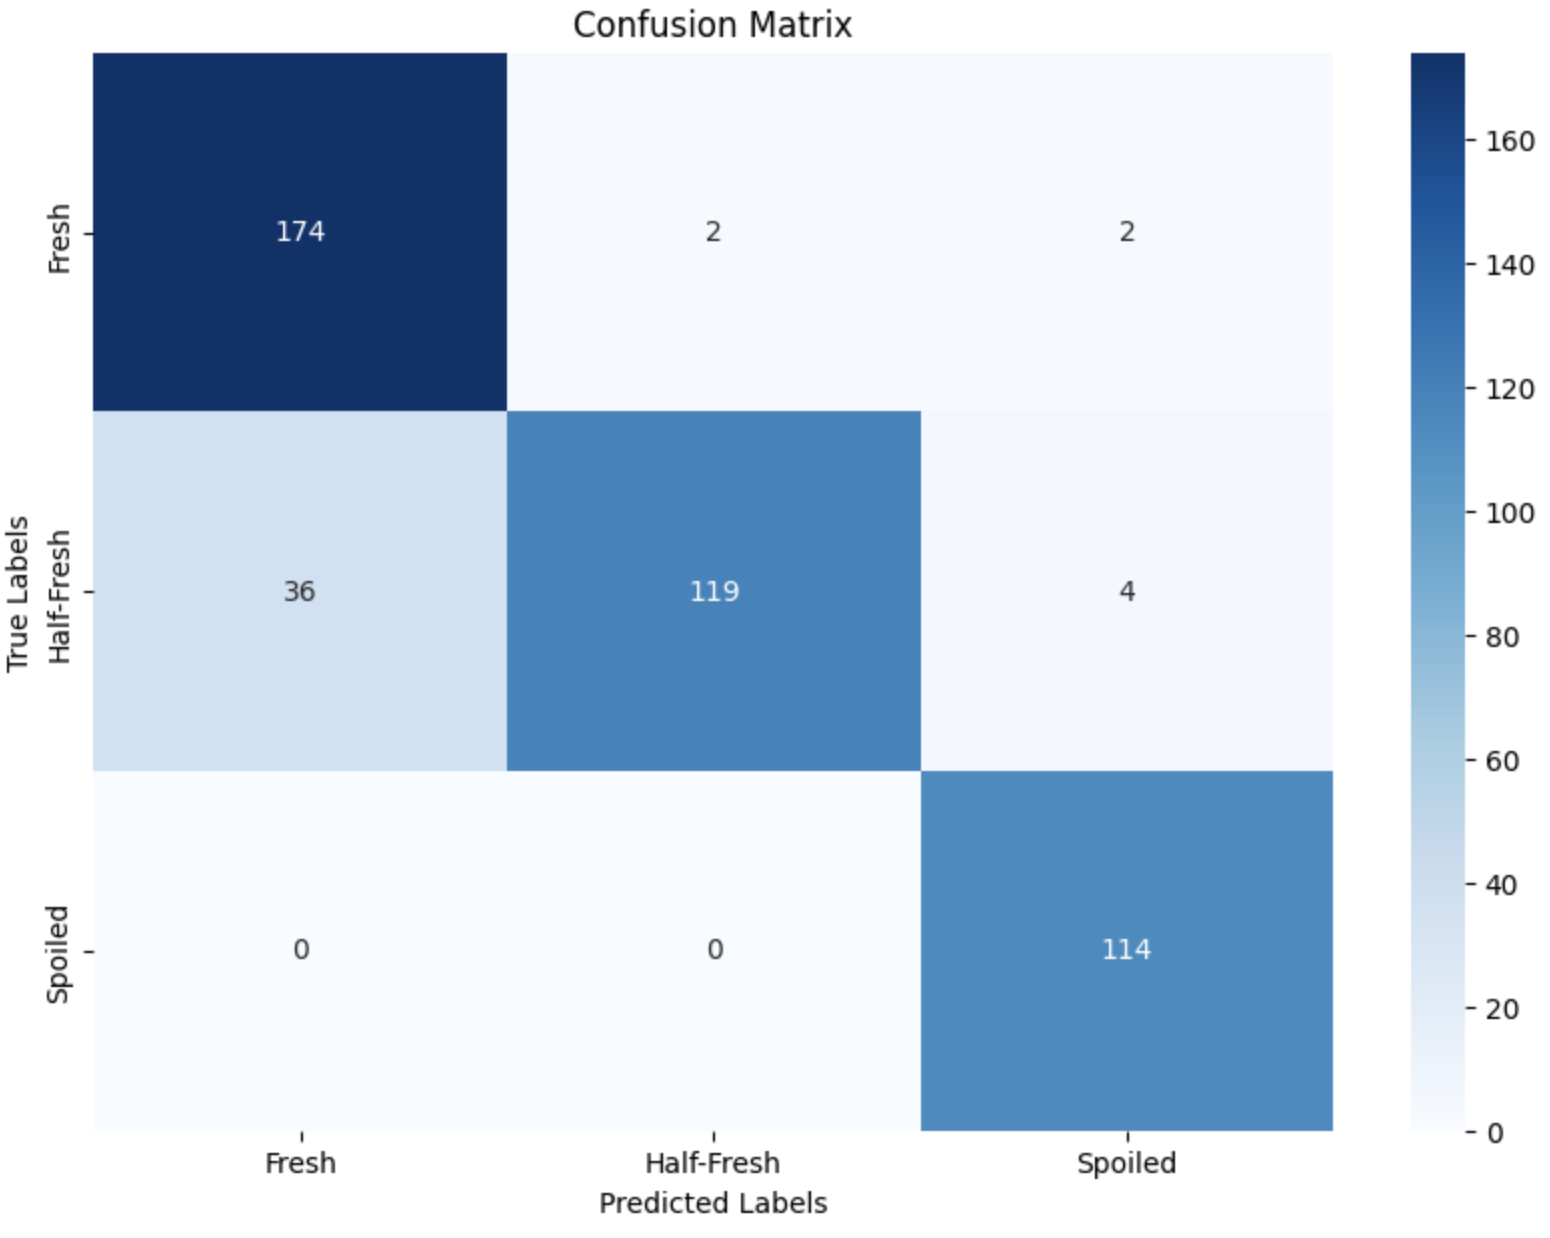 Confusion Matrix
True Labels
Fresh
174
2
2
Half-Fresh
36
119
4
Spoiled
0
0
114
Fresh
Half-Fresh
Spoiled
Predicted Labels
160
140
120
100
80
60
40
20
0